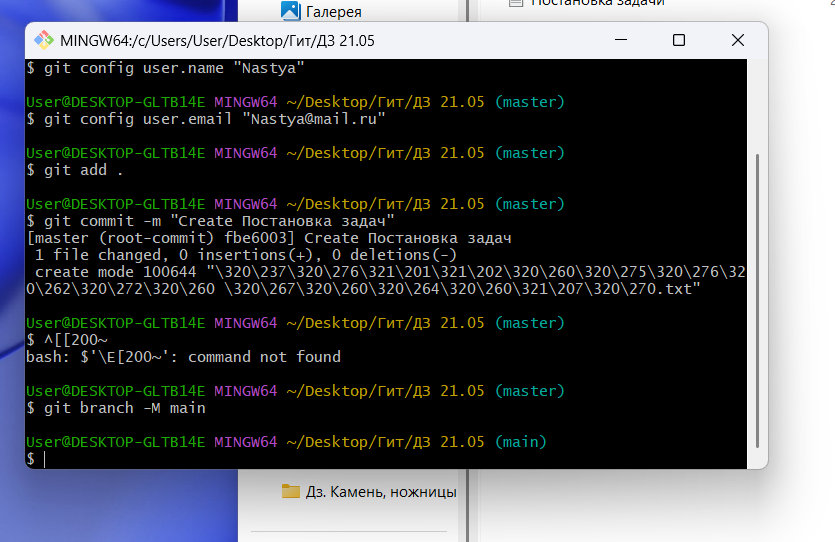 Галерея
Постановка задачи
MINGW64:/c/Users/User/Desktop/Гит/ДЗ 21.05
$ git config user.name "Nastya"
User@DESKTOP-GLTB14E MINGW64 ~/Desktop/Гит/ДЗ 21.05 (master)
$ git config user.email "Nastya@mail.ru"
User@DESKTOP-GLTB14E MINGW64 ~/Desktop/Гит/ДЗ 21.05 (master)
$ git add .
User@DESKTOP-GLTB14E MINGW64 ~/Desktop/Гит/ДЗ 21.05 (master)
$ git commit -m "Create Постановка задач"
[master (root-commit) fbe6003] Create Постановка задач
1 file changed, 0 insertions(+), 0 deletions(-)
create mode 100644 "\320\237\320\276\321\201\321\202\320\260\320\275\320\276\32
0\262\320\272\320\260 \320\267\320\260\320\264\320\260\321\207\320\270.txt"
User@DESKTOP-GLTB14E MINGW64 ~/Desktop/Гит/ДЗ 21.05 (master)
$ ^[[200~
bash: $'\E[200~': command not found
User@DESKTOP-GLTB14E MINGW64 ~/Desktop/Гит/ДЗ 21.05 (master)
$ git branch -M main
User@DESKTOP-GLTB14E MINGW64 ~/Desktop/Гит/ДЗ 21.05 (main)
$
Дз. Камень, ножницы